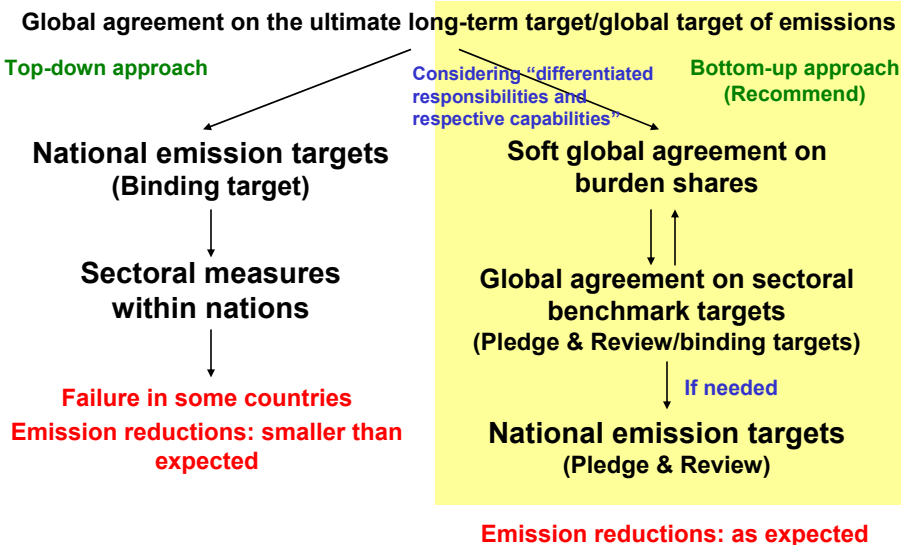 Global agreement on the ultimate long-term target/global target of emissions
Top-down approach
Considering “differentiated
responsibilities and
respective capabilities”
Bottom-up approach
(Recommend)
National emission targets
(Binding target)
Soft global agreement on
burden shares
Sectoral measures
within nations
Global agreement on sectoral
benchmark targets
(Pledge & Review/binding targets)
Failure in some countries
Emission reductions: smaller than
expected
If needed
National emission targets
(Pledge & Review)
Emission reductions: as expected